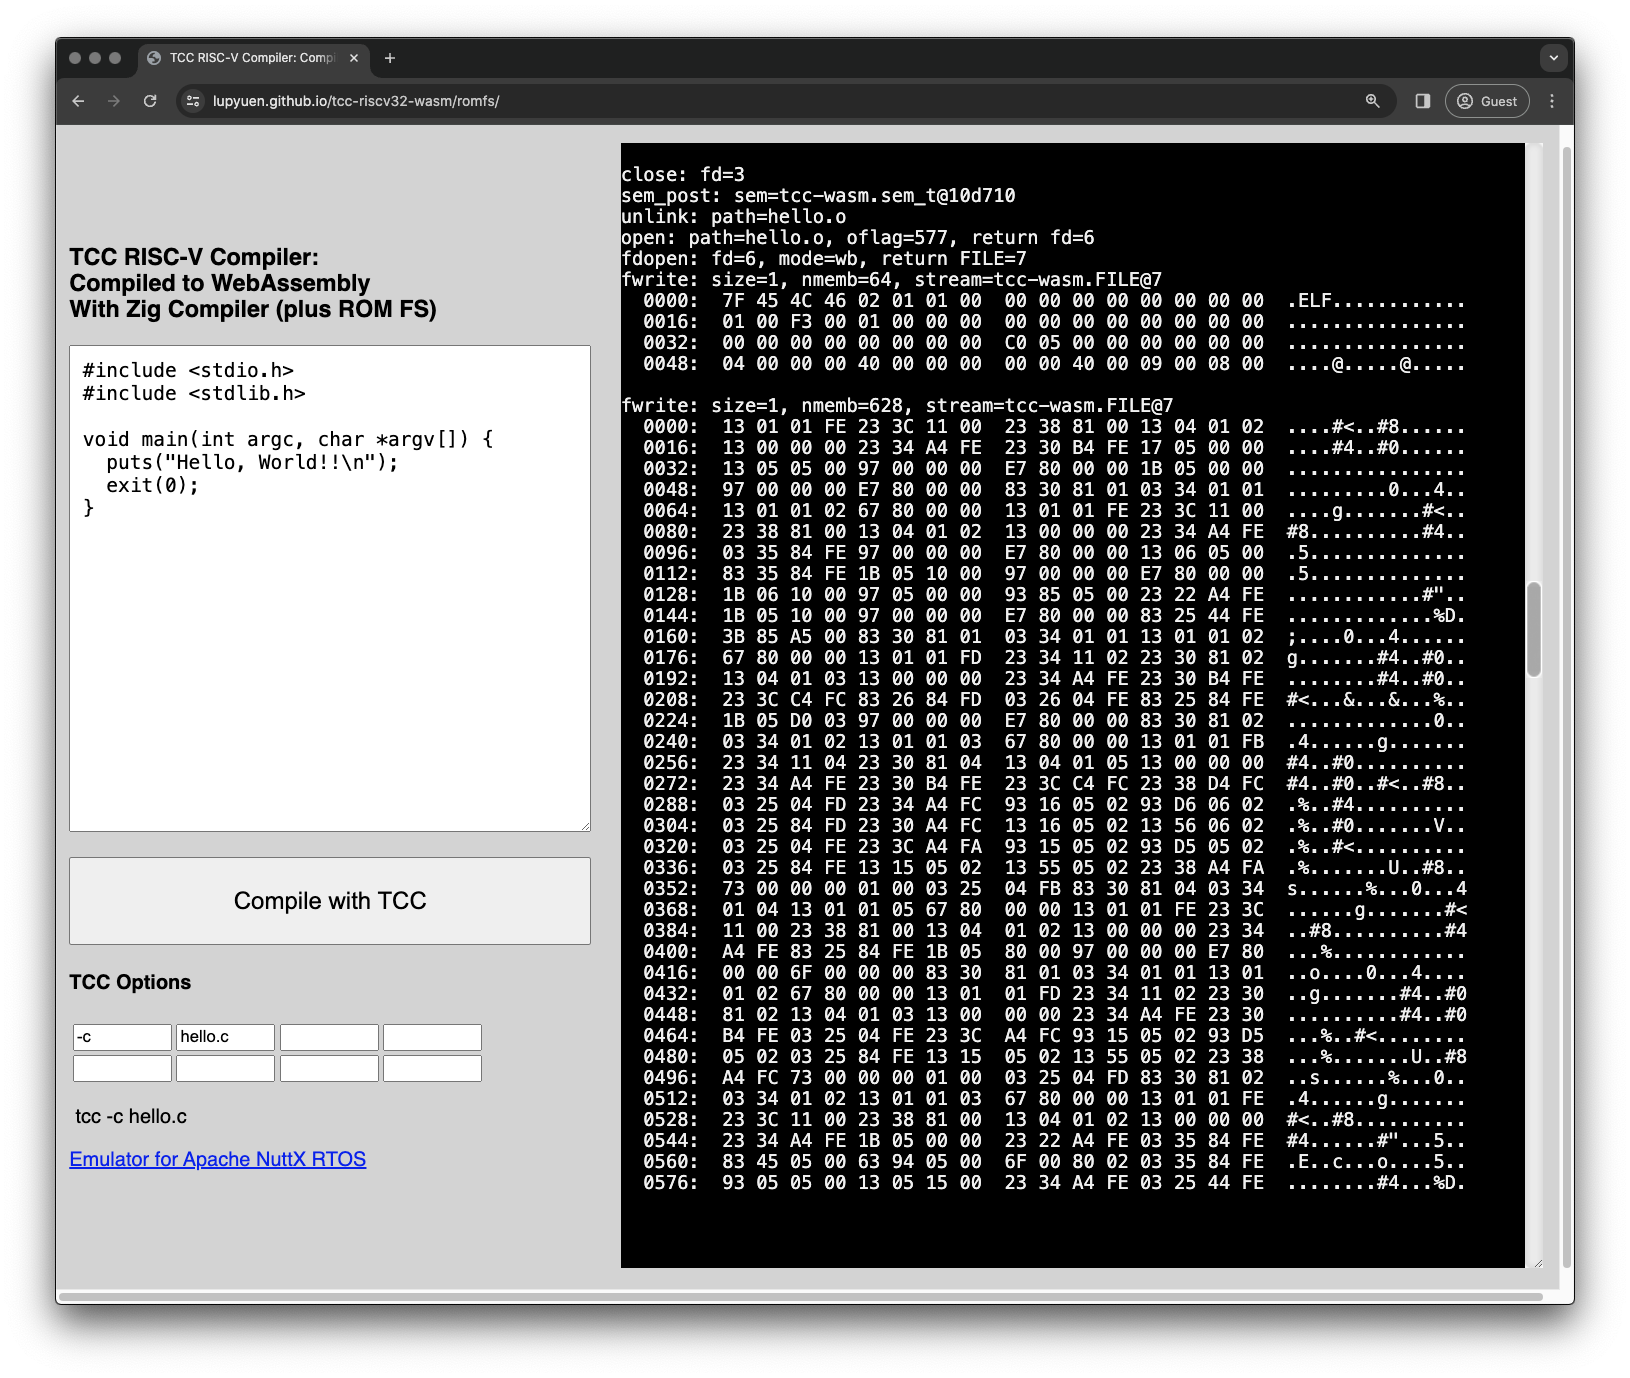 TCC RISC-V Compiler: Comp
lupyuen.github.io/tcc-riscv32-wasm/romfs/
Guest
TCC RISC-V Compiler:
Compiled to WebAssembly
With Zig Compiler (plus ROM FS)
#include <stdio.h>
#include <stdlib.h>
void main(int argc, char *argv[]) {
  puts("Hello, World!!\n");
  exit(0);
}
Compile with TCC
TCC Options
-c hello.c
tcc -c hello.c
Emulator for Apache NuttX RTOS
close: fd=3
sem_post: sem=tcc-wasm.sem_t@10d710
unlink: path=hello.o
open: path=hello.o, oflag=577, return fd=6
fdopen: fd=6, mode=wb, return FILE=7
fwrite: size=1, nmemb=64, stream=tcc-wasm.FILE@7
  0000:  7F 45 4C 46 02 01 01 00  00 00 00 00 00 00 00 00  .ELF............
  0016:  01 00 F3 00 01 00 00 00  00 00 00 00 00 00 00 00  ................
  0032:  00 00 00 00 00 00 00 00  C0 05 00 00 00 00 00 00  ................
  0048:  04 00 00 00 40 00 00 00  00 00 40 00 09 00 08 00  ....@.....@.....
fwrite: size=1, nmemb=628, stream=tcc-wasm.FILE@7
  0000:  13 01 01 FE 23 3C 11 00  23 38 81 00 13 04 01 02  ....#<..#8......
  0016:  13 00 00 00 23 34 A4 FE  23 30 B4 FE 17 05 00 00  ....#4..#0......
  0032:  13 05 05 00 97 00 00 00  E7 80 00 00 1B 05 00 00  ................
  0048:  97 00 00 00 E7 80 00 00  83 30 81 01 03 34 01 01  .........0...4..
  0064:  13 01 01 02 67 80 00 00  13 01 01 FE 23 3C 11 00  ....g.......#<..
  0080:  23 38 81 00 13 04 01 02  13 00 00 00 23 34 A4 FE  #8..........#4..
  0096:  03 35 84 FE 97 00 00 00  E7 80 00 00 13 06 05 00  .5..............
  0112:  83 35 84 FE 1B 05 10 00  97 00 00 00 E7 80 00 00  .5..............
  0128:  1B 06 10 00 97 05 00 00  93 85 05 00 23 22 A4 FE  ............#"..
  0144:  1B 05 10 00 97 00 00 00  E7 80 00 00 83 25 44 FE  .............%D.
  0160:  3B 85 A5 00 83 30 81 01  03 34 01 01 13 01 01 02  ;....0...4......
  0176:  67 80 00 00 13 01 01 FD  23 34 11 02 23 30 81 02  g.......#4..#0..
  0192:  13 04 01 03 13 00 00 00  23 34 A4 FE 23 30 B4 FE  ........#4..#0..
  0208:  23 3C C4 FC 83 26 84 FD  03 26 04 FE 83 25 84 FE  #<...&...&...%..
  0224:  1B 05 D0 03 97 00 00 00  E7 80 00 00 83 30 81 02  .............0..
  0240:  03 34 01 02 13 01 01 03  67 80 00 00 13 01 01 FB  .4......g.......
  0256:  23 34 11 04 23 30 81 04  13 04 01 05 13 00 00 00  #4..#0..........
  0272:  23 34 A4 FE 23 30 B4 FE  23 3C C4 FC 23 38 D4 FC  #4..#0..#<..#8..
  0288:  03 25 04 FD 23 34 A4 FC  93 16 05 02 93 D6 06 02  .%..#4..........
  0304:  03 25 84 FD 23 30 A4 FC  13 16 05 02 13 56 06 02  .%..#0.......V..
  0320:  03 25 04 FE 23 3C A4 FA  93 15 05 02 93 D5 05 02  .%..#<..........
  0336:  03 25 84 FE 13 15 05 02  13 55 05 02 23 38 A4 FA  .%.......U..#8..
  0352:  73 00 00 00 01 00 03 25  04 FB 83 30 81 04 03 34  s......%...0...4
  0368:  01 04 13 01 01 05 67 80  00 00 13 01 01 FE 23 3C  ......g.......#<
  0384:  11 00 23 38 81 00 13 04  01 02 13 00 00 00 23 34  ..#8..........#4
  0400:  A4 FE 83 25 84 FE 1B 05  80 00 97 00 00 00 E7 80  ...%............
  0416:  00 00 6F 00 00 00 83 30  81 01 03 34 01 01 13 01  ..o....0...4....
  0432:  01 02 67 80 00 00 13 01  01 FD 23 34 11 02 23 30  ..g.......#4..#0
  0448:  81 02 13 04 01 03 13 00  00 00 23 34 A4 FE 23 30  ..........#4..#0
  0464:  B4 FE 03 25 04 FE 23 3C  A4 FC 93 15 05 02 93 D5  ...%..#<........
  0480:  05 02 03 25 84 FE 13 15  05 02 13 55 05 02 23 38  ...%.......U..#8
  0496:  A4 FC 73 00 00 00 01 00  03 25 04 FD 83 30 81 02  ..s......%...0..
  0512:  03 34 01 02 13 01 01 03  67 80 00 00 13 01 01 FE  .4......g.......
  0528:  23 3C 11 00 23 38 81 00  13 04 01 02 13 00 00 00  #<..#8..........
  0544:  23 34 A4 FE 1B 05 00 00  23 22 A4 FE 03 35 84 FE  #4......#"...5..
  0560:  83 45 05 00 63 94 05 00  6F 00 80 02 03 35 84 FE  .E..c...o....5..
  0576:  93 05 05 00 13 05 15 00  23 34 A4 FE 03 25 44 FE  ........#4...%D.